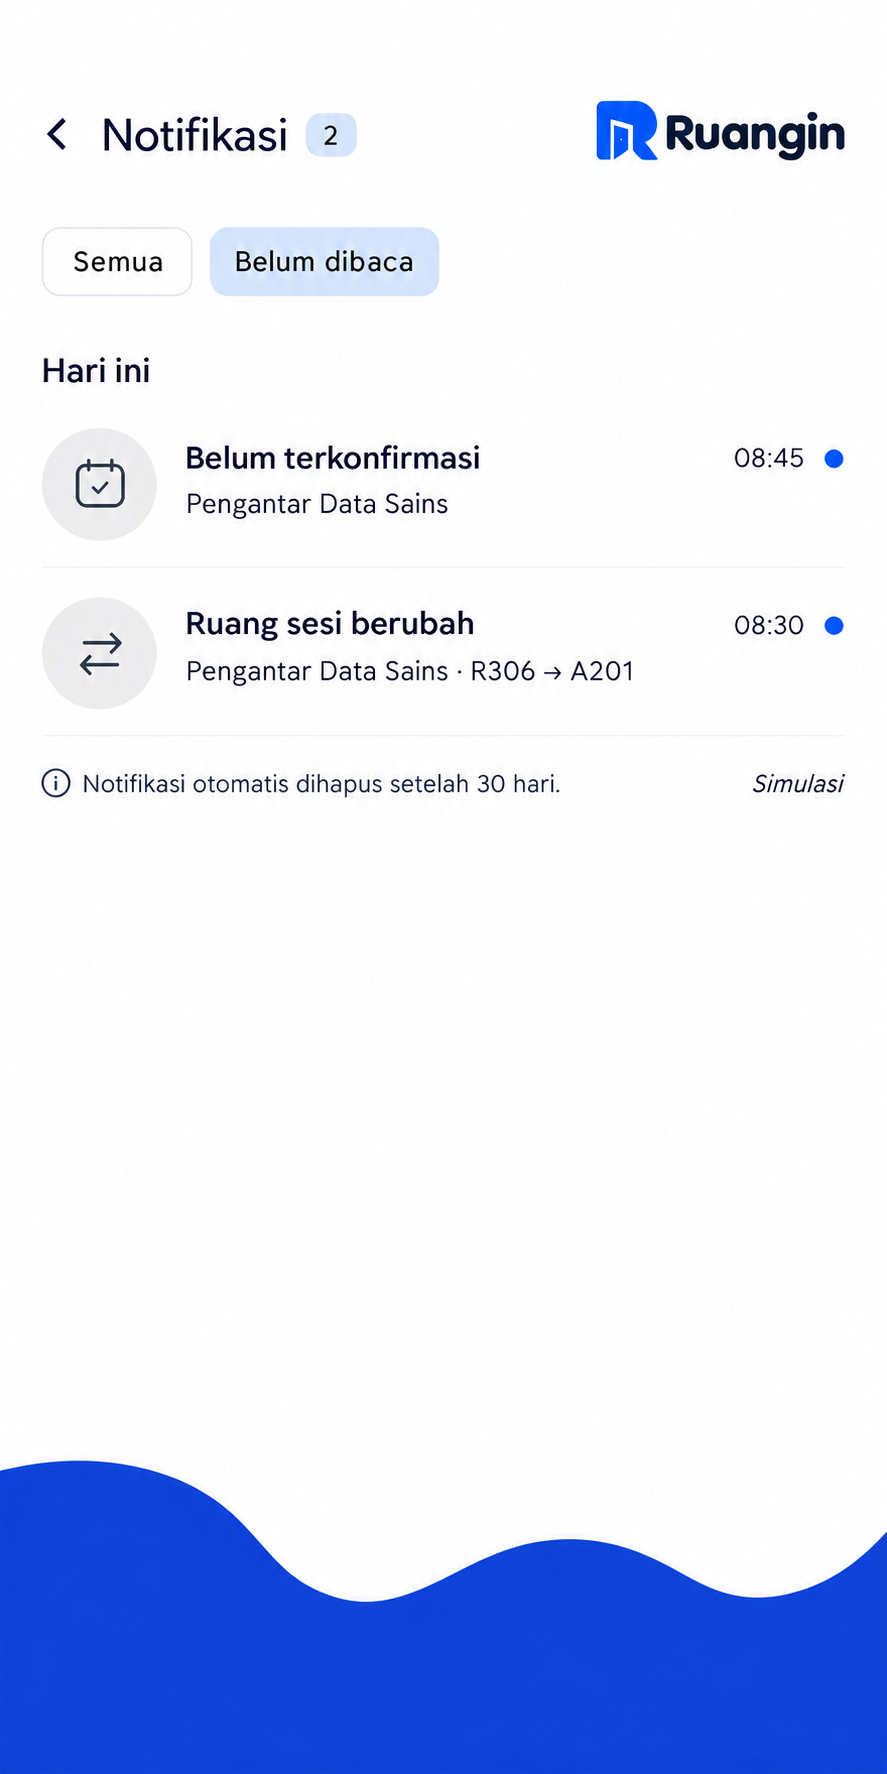 Notifikasi 2
Ruangin
Semua
Belum dibaca
Hari ini
Belum terkonfirmasi 08:45
Pengantar Data Sains
Ruang sesi berubah 08:30
Pengantar Data Sains · R306 → A201
Notifikasi otomatis dihapus setelah 30 hari. Simulasi